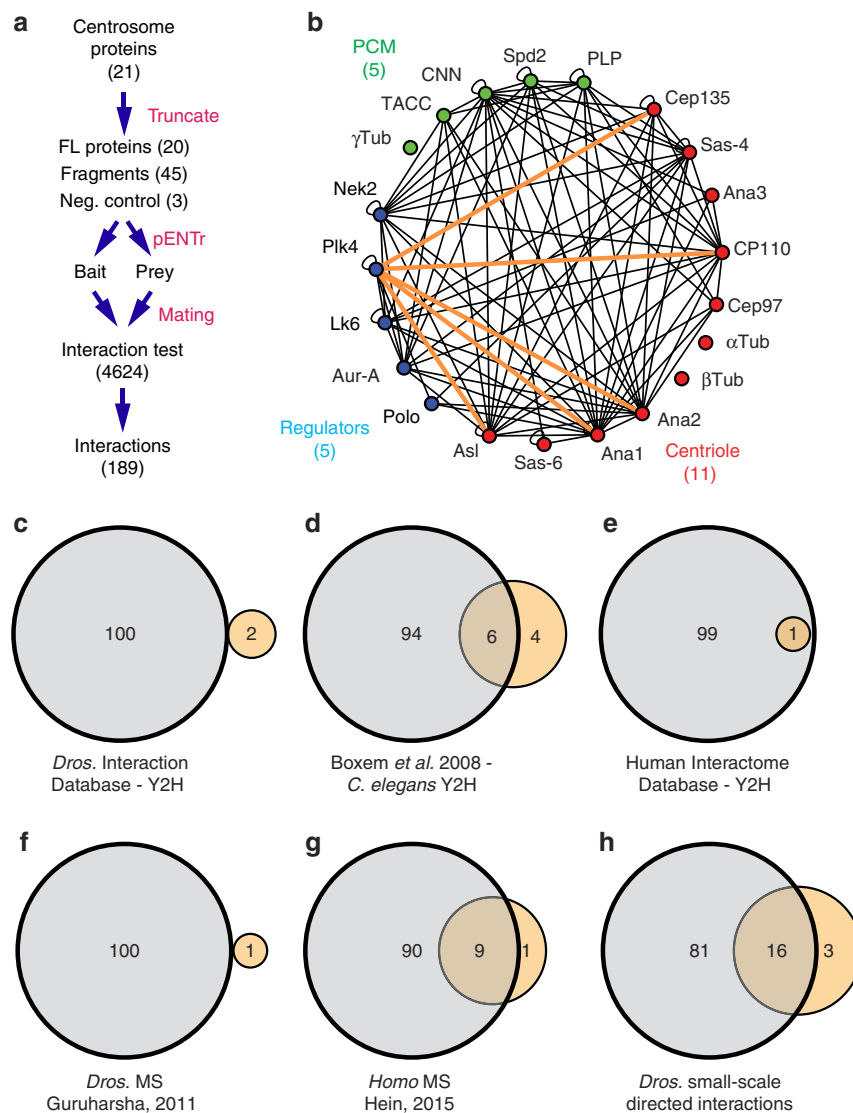 a
Centrosome
proteins
(21)
Truncate
FL proteins (20)
Fragments (45)
Neg. control (3)
pENTr
Bait Prey
Mating
Interaction test
(4624)
Interactions
(189)
b
PCM
(5)
γTub
TACC
CNN
Spd2
PLP
Cep135
Sas-4
Ana3
CP110
Cep97
αTub
βTub
Ana2
Ana1
Sas-6
Asl
Polo
Aur-A
Lk6
Plk4
Nek2
Regulators
(5)
Centriole
(11)
c
100 2
Dros. Interaction
Database - Y2H
d
94 6 4
Boxem et al. 2008 -
C. elegans Y2H
e
99 1
Human Interactome
Database - Y2H
f
100 1
Dros. MS
Guruharsha, 2011
g
90 9 1
Homo MS
Hein, 2015
h
81 16 3
Dros. small-scale
directed interactions